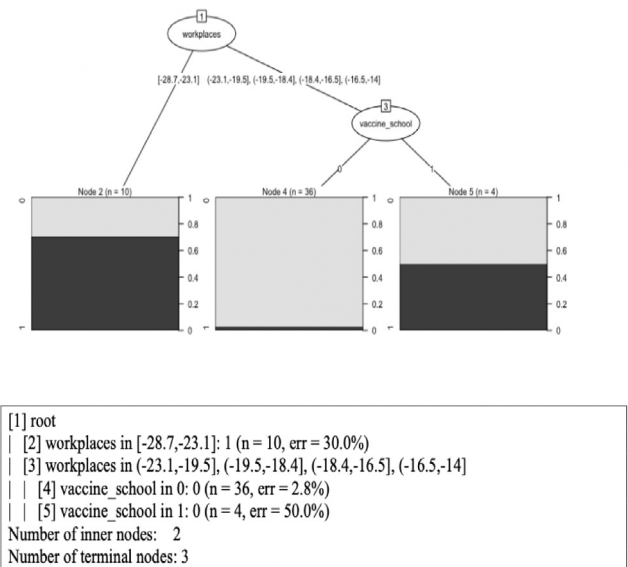 1
workplaces
[-28.7,-23.1] (-23.1,-19.5], (-19.5,-18.4], (-18.4,-16.5], (-16.5,-14]
3
vaccine_school
0 1
Node 2 (n = 10) Node 4 (n = 36) Node 5 (n = 4)
0 1 0 1 0 1
0.8 0.8 0.8
0.6 0.6 0.6
0.4 0.4 0.4
0.2 0.2 0.2
1 0 1 0 1 0
[1] root
| [2] workplaces in [-28.7,-23.1]: 1 (n = 10, err = 30.0%)
| [3] workplaces in (-23.1,-19.5], (-19.5,-18.4], (-18.4,-16.5], (-16.5,-14]
| | [4] vaccine_school in 0: 0 (n = 36, err = 2.8%)
| | [5] vaccine_school in 1: 0 (n = 4, err = 50.0%)
Number of inner nodes: 2
Number of terminal nodes: 3